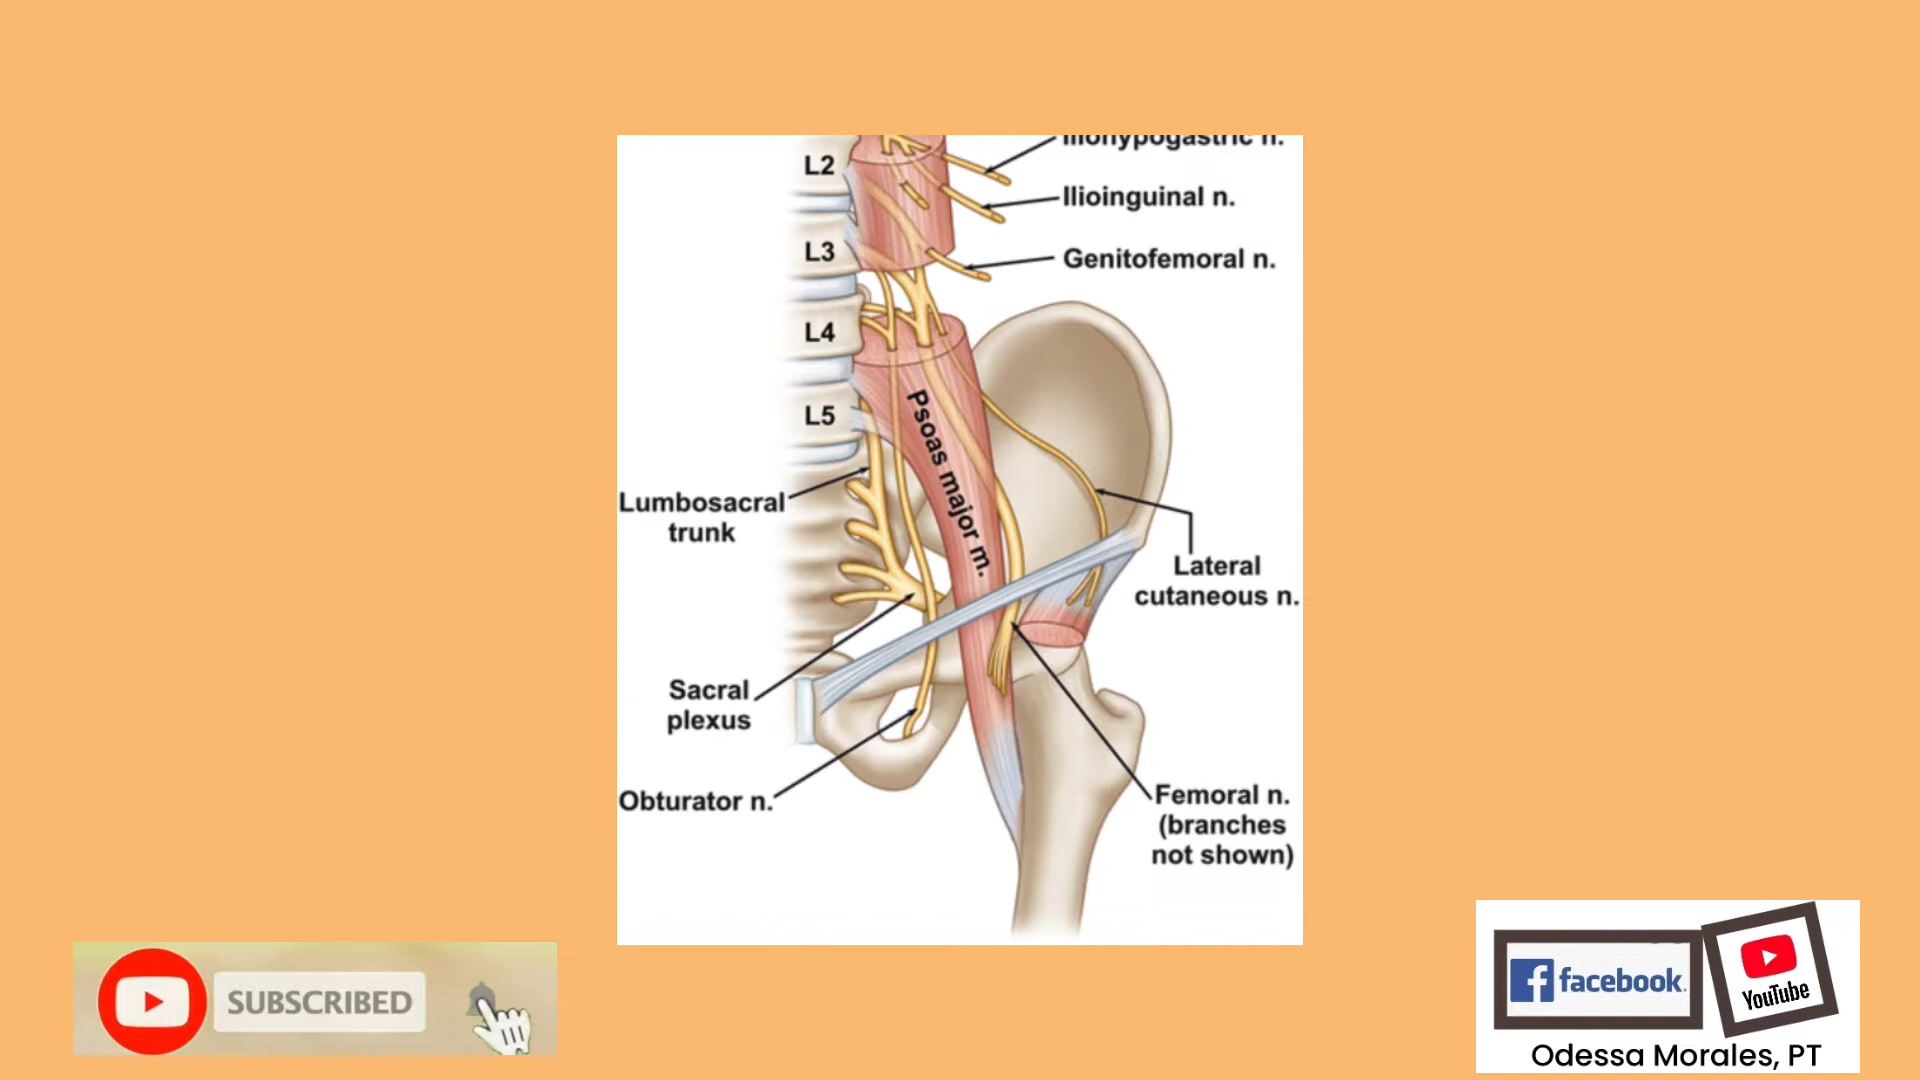 L2
Iliohypogastric n.
Ilioinguinal n.
L3
Genitofemoral n.
L4
L5
Psoas major m.
Lumbosacral
trunk
Lateral
cutaneous n.
Sacral
plexus
Obturator n.
Femoral n.
(branches
not shown)
SUBSCRIBED
facebook.
YouTube
Odessa Morales, PT